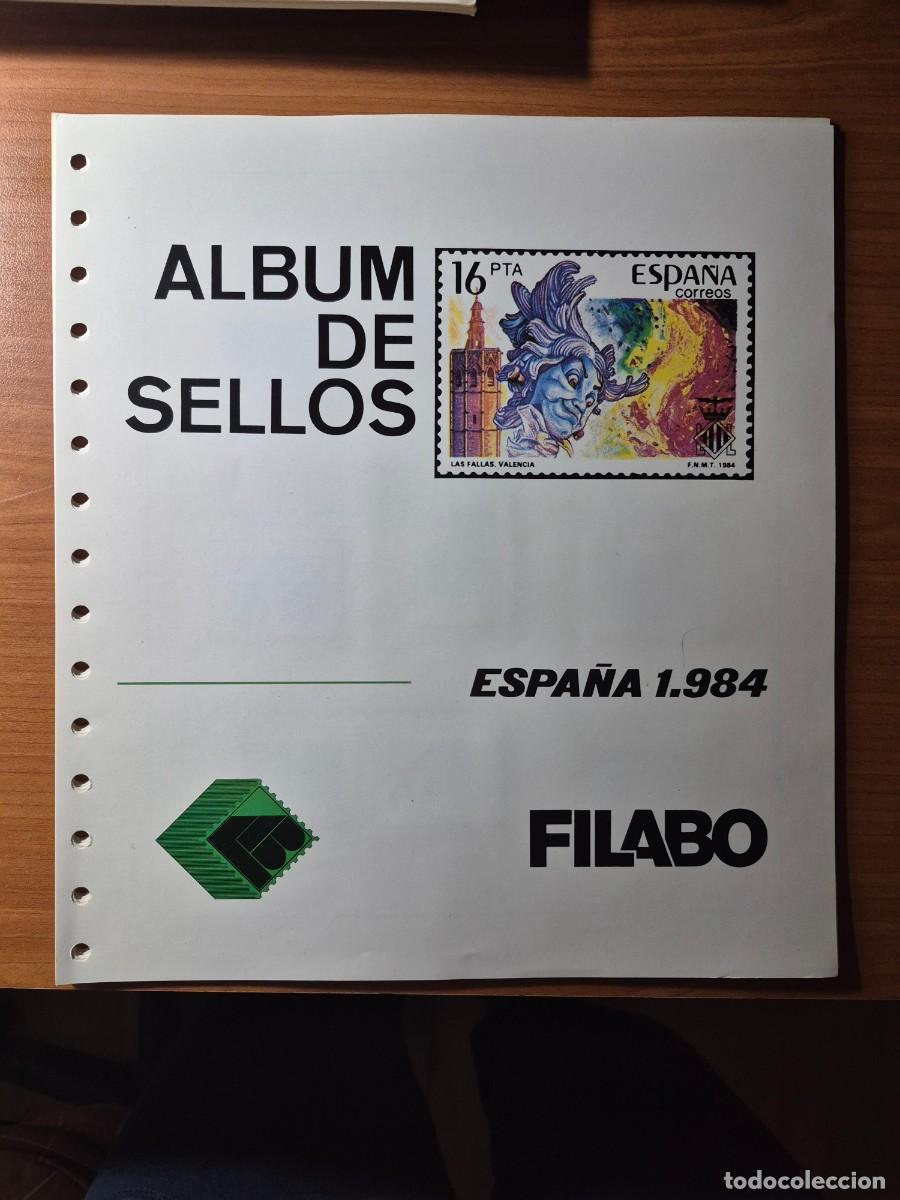 ALBUM
DE
SELLOS
16 PTA
ESPAÑA
correos
LAS FALLAS. VALENCIA
F.N.M.T. 1984
ESPAÑA 1.984
FILABO
todocoleccion